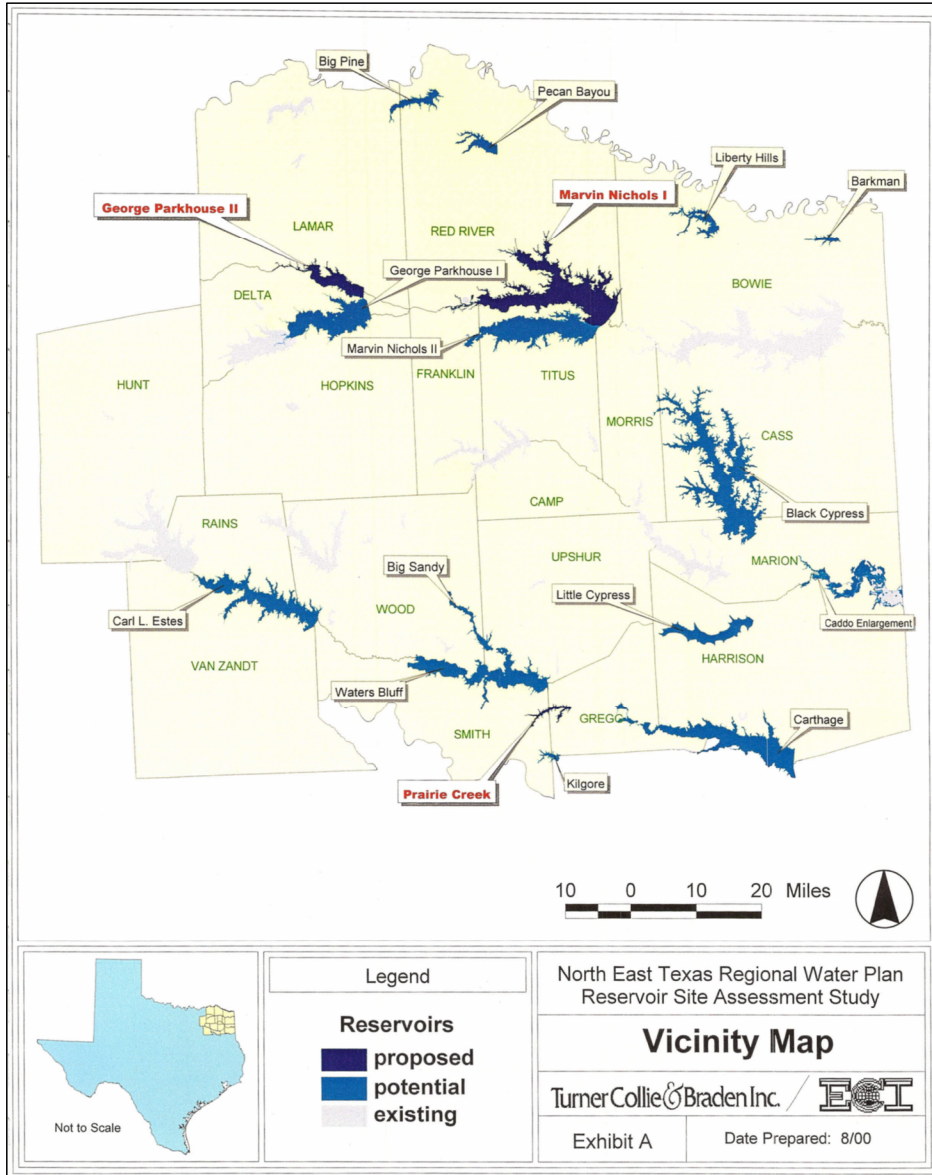 Big Pine
Pecan Bayou
Liberty Hills
Barkman
George Parkhouse II
Marvin Nichols I
LAMAR
RED RIVER
George Parkhouse I
BOWIE
DELTA
Marvin Nichols II
HUNT
HOPKINS
FRANKLIN
TITUS
MORRIS
CASS
CAMP
Black Cypress
RAINS
UPSHUR
MARION
Big Sandy
Little Cypress
WOOD
Carl L. Estes
Caddo Enlargement
VAN ZANDT
HARRISON
Waters Bluff
SMITH
GREGG
Carthage
Prairie Creek
Kilgore
10 0 10 20 Miles
Not to Scale
Legend
Reservoirs
proposed
potential
existing
North East Texas Regional Water Plan
Reservoir Site Assessment Study
Vicinity Map
Turner Collie & Braden Inc. / ECI
Exhibit A
Date Prepared: 8/00